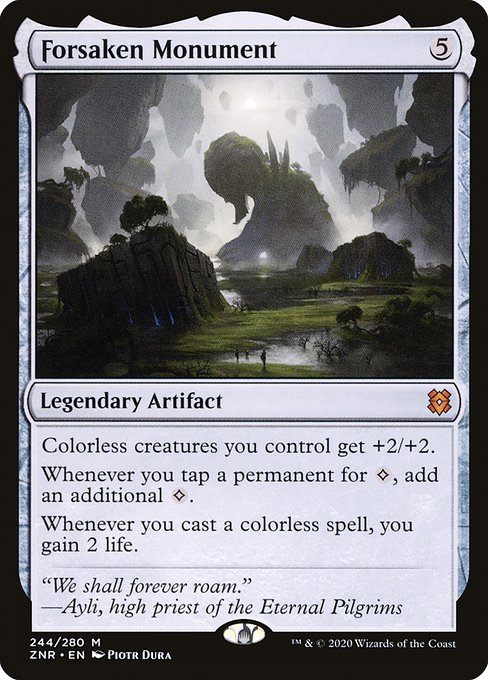 Forsaken Monument 5
Legendary Artifact
Colorless creatures you control get +2/+2.
Whenever you tap a permanent for ◇, add
an additional ◇.
Whenever you cast a colorless spell, you
gain 2 life.
“We shall forever roam.”
—Ayli, high priest of the Eternal Pilgrims
244/280 M
ZNR • EN Piotr Dura
™ & © 2020 Wizards of the Coast